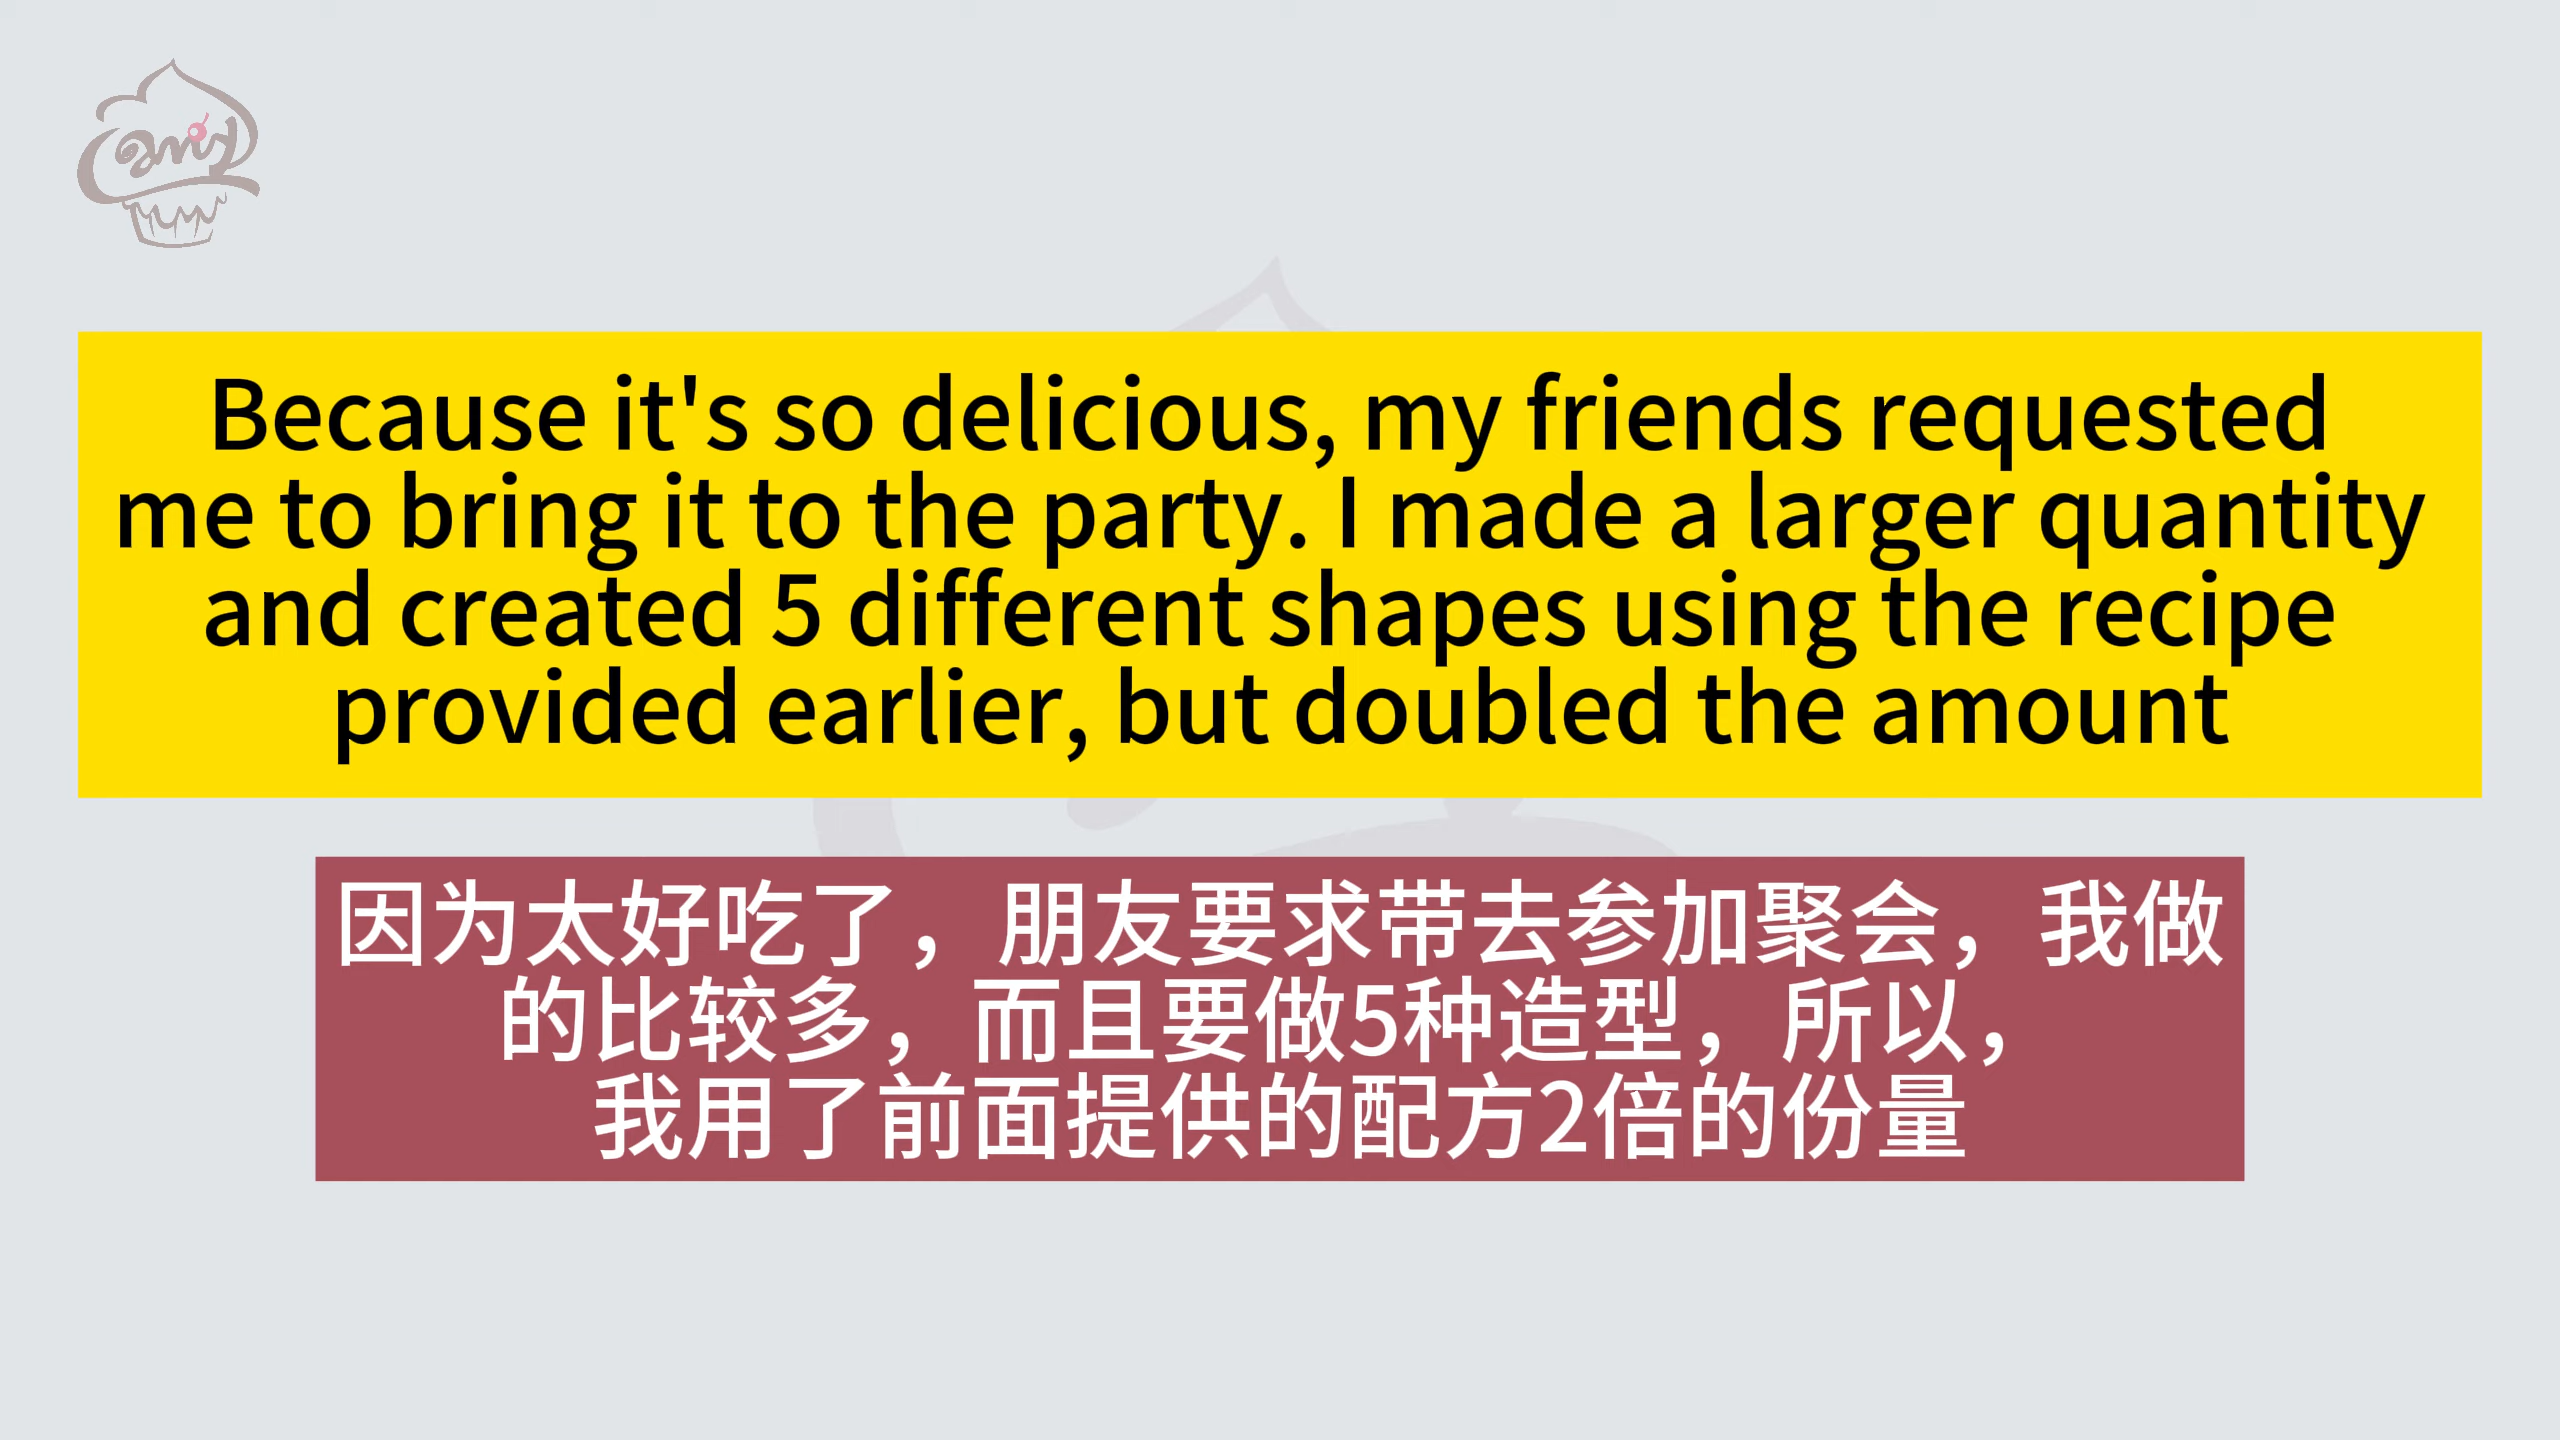 Candy
Because it's so delicious, my friends requested
me to bring it to the party. I made a larger quantity
and created 5 different shapes using the recipe
provided earlier, but doubled the amount
因为太好吃了，朋友要求带去参加聚会，我做
的比较多，而且要做5种造型，所以，
我用了前面提供的配方2倍的份量